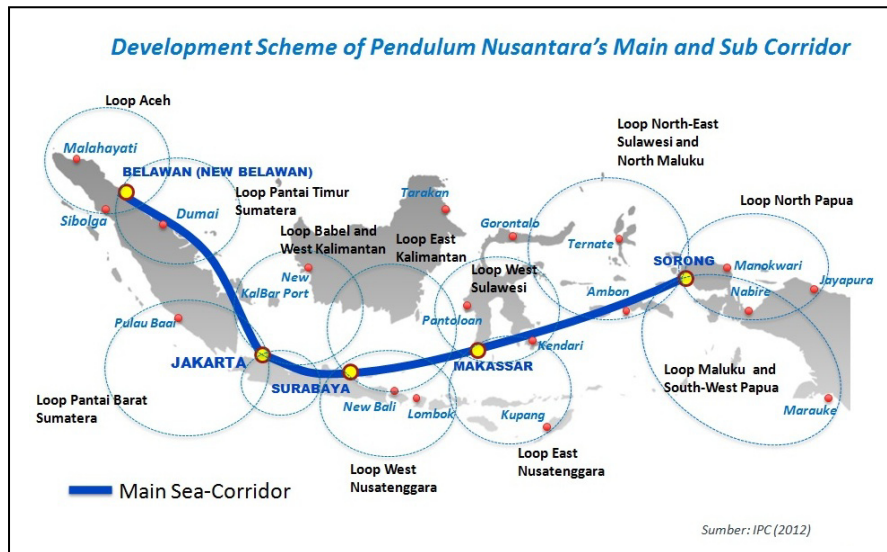 Development Scheme of Pendulum Nusantara's Main and Sub Corridor
Loop Aceh
Malahayati
BELAWAN (NEW BELAWAN)
Sibolga
Dumai
Loop Pantai Timur
Sumatera
Loop Babel and
West Kalimantan
New
KalBar Port
Tarakan
Loop East
Kalimantan
Gorontalo
Loop West
Sulawesi
Loop North-East
Sulawesi and
North Maluku
Ternate
Loop North Papua
SORONG
Manokwari
Jayapura
Nabire
Ambon
Pulau Baai
Pantoloan
Kendari
JAKARTA
SURABAYA
MAKASSAR
Loop Maluku and
South-West Papua
Marauke
New Bali
Lombok
Kupang
Loop Pantai Barat
Sumatera
Loop West
Nusatenggara
Loop East
Nusatenggara
Main Sea-Corridor
Sumber: IPC (2012)